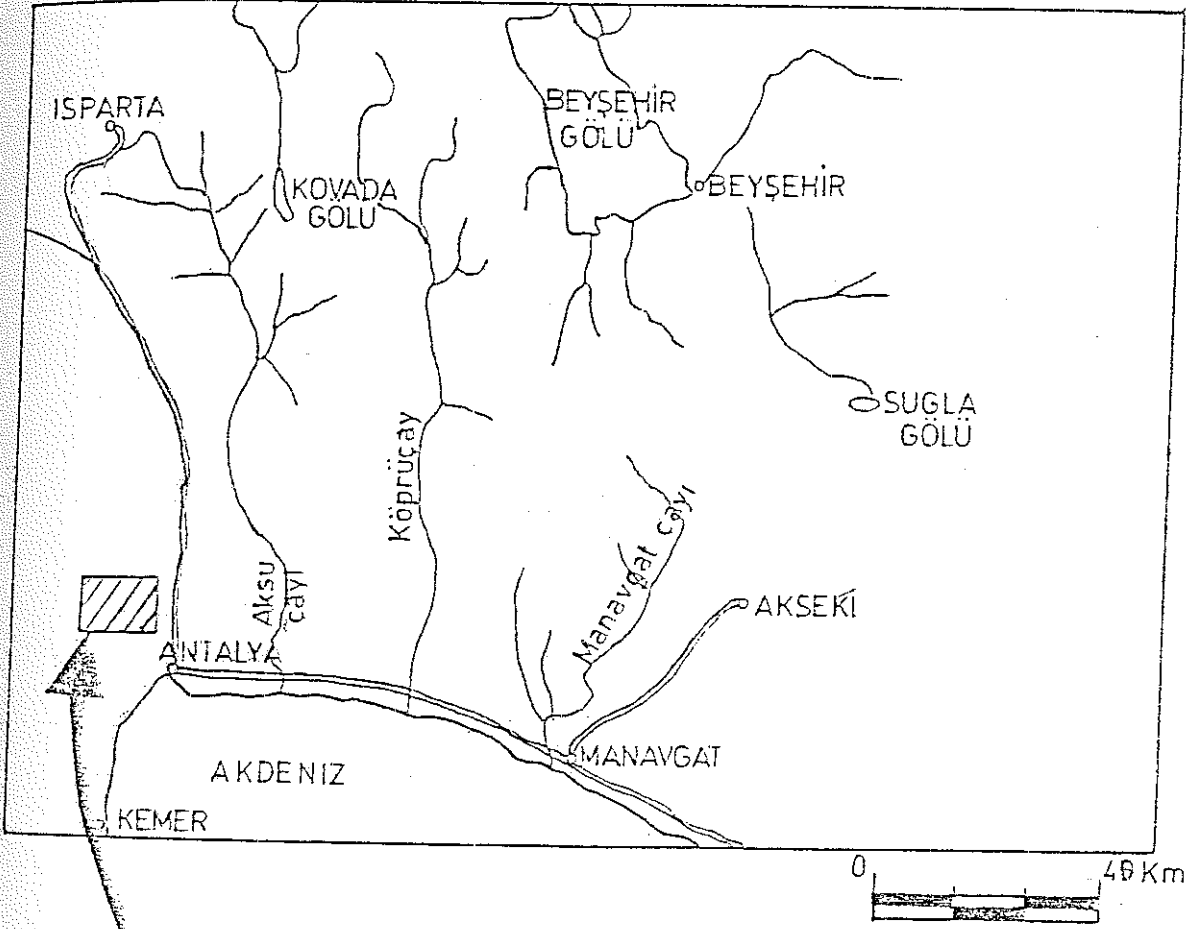 ISPARTA
BEYŞEHİR
GÖLÜ
KOVADA
GÖLÜ
BEYŞEHİR
SUGLA
GÖLÜ
Köprüçay
Aksu
çayı
Manavgat çayı
AKSEKİ
ANTALYA
MANAVGAT
AKDENIZ
KEMER
0
40 Km